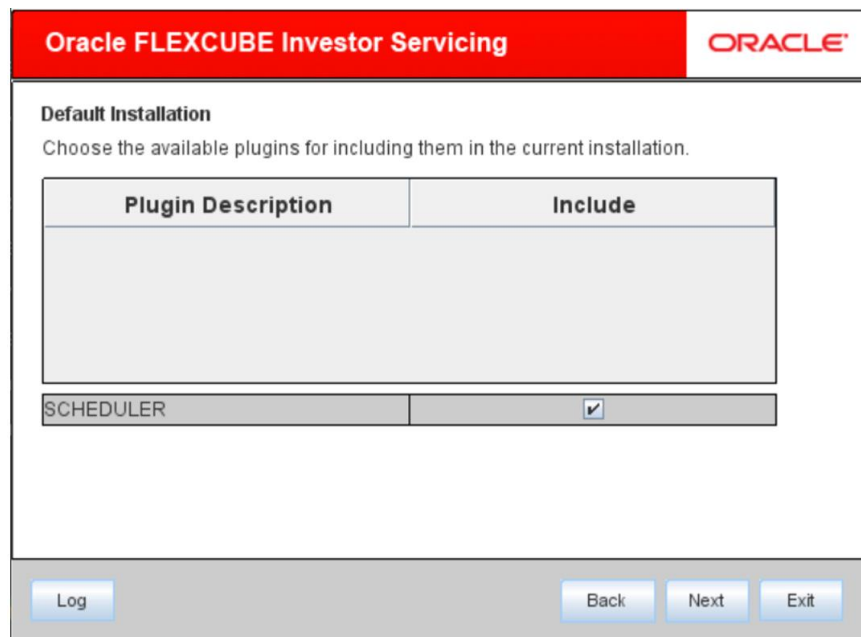 Oracle FLEXCUBE Investor Servicing
ORACLE
Default Installation
Choose the available plugins for including them in the current installation.
Plugin Description Include
SCHEDULER
Log Back Next Exit